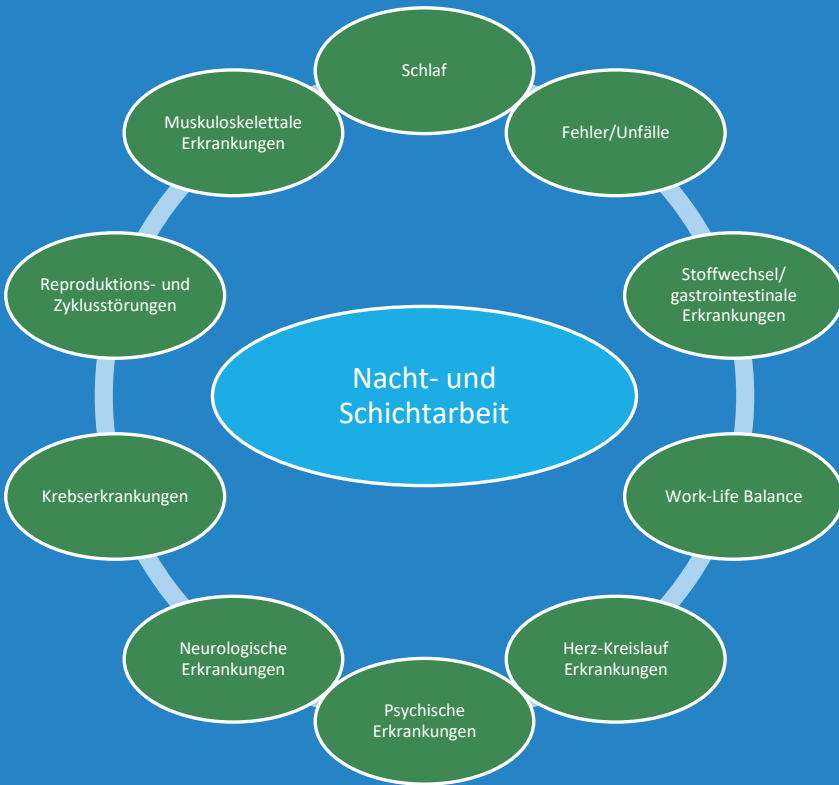 Schlaf
Fehler/Unfälle
Stoffwechsel/
gastrointestinale
Erkrankungen
Work-Life Balance
Herz-Kreislauf
Erkrankungen
Psychische
Erkrankungen
Neurologische
Erkrankungen
Krebserkrankungen
Reproduktions- und
Zyklusstörungen
Muskuloskelettale
Erkrankungen
Nacht- und
Schichtarbeit